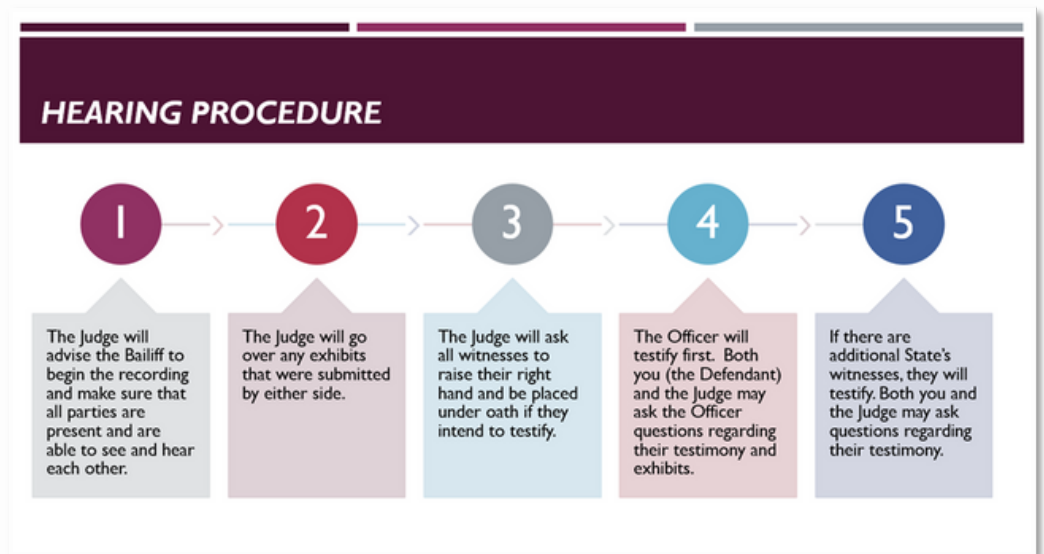 HEARING PROCEDURE
1
The Judge will
advise the Bailiff to
begin the recording
and make sure that
all parties are
present and are
able to see and hear
each other.
2
The Judge will go
over any exhibits
that were submitted
by either side.
3
The Judge will ask
all witnesses to
raise their right
hand and be placed
under oath if they
intend to testify.
4
The Officer will
testify first. Both
you (the Defendant)
and the Judge may
ask the Officer
questions regarding
their testimony and
exhibits.
5
If there are
additional State's
witnesses, they will
testify. Both you and
the Judge may ask
questions regarding
their testimony.